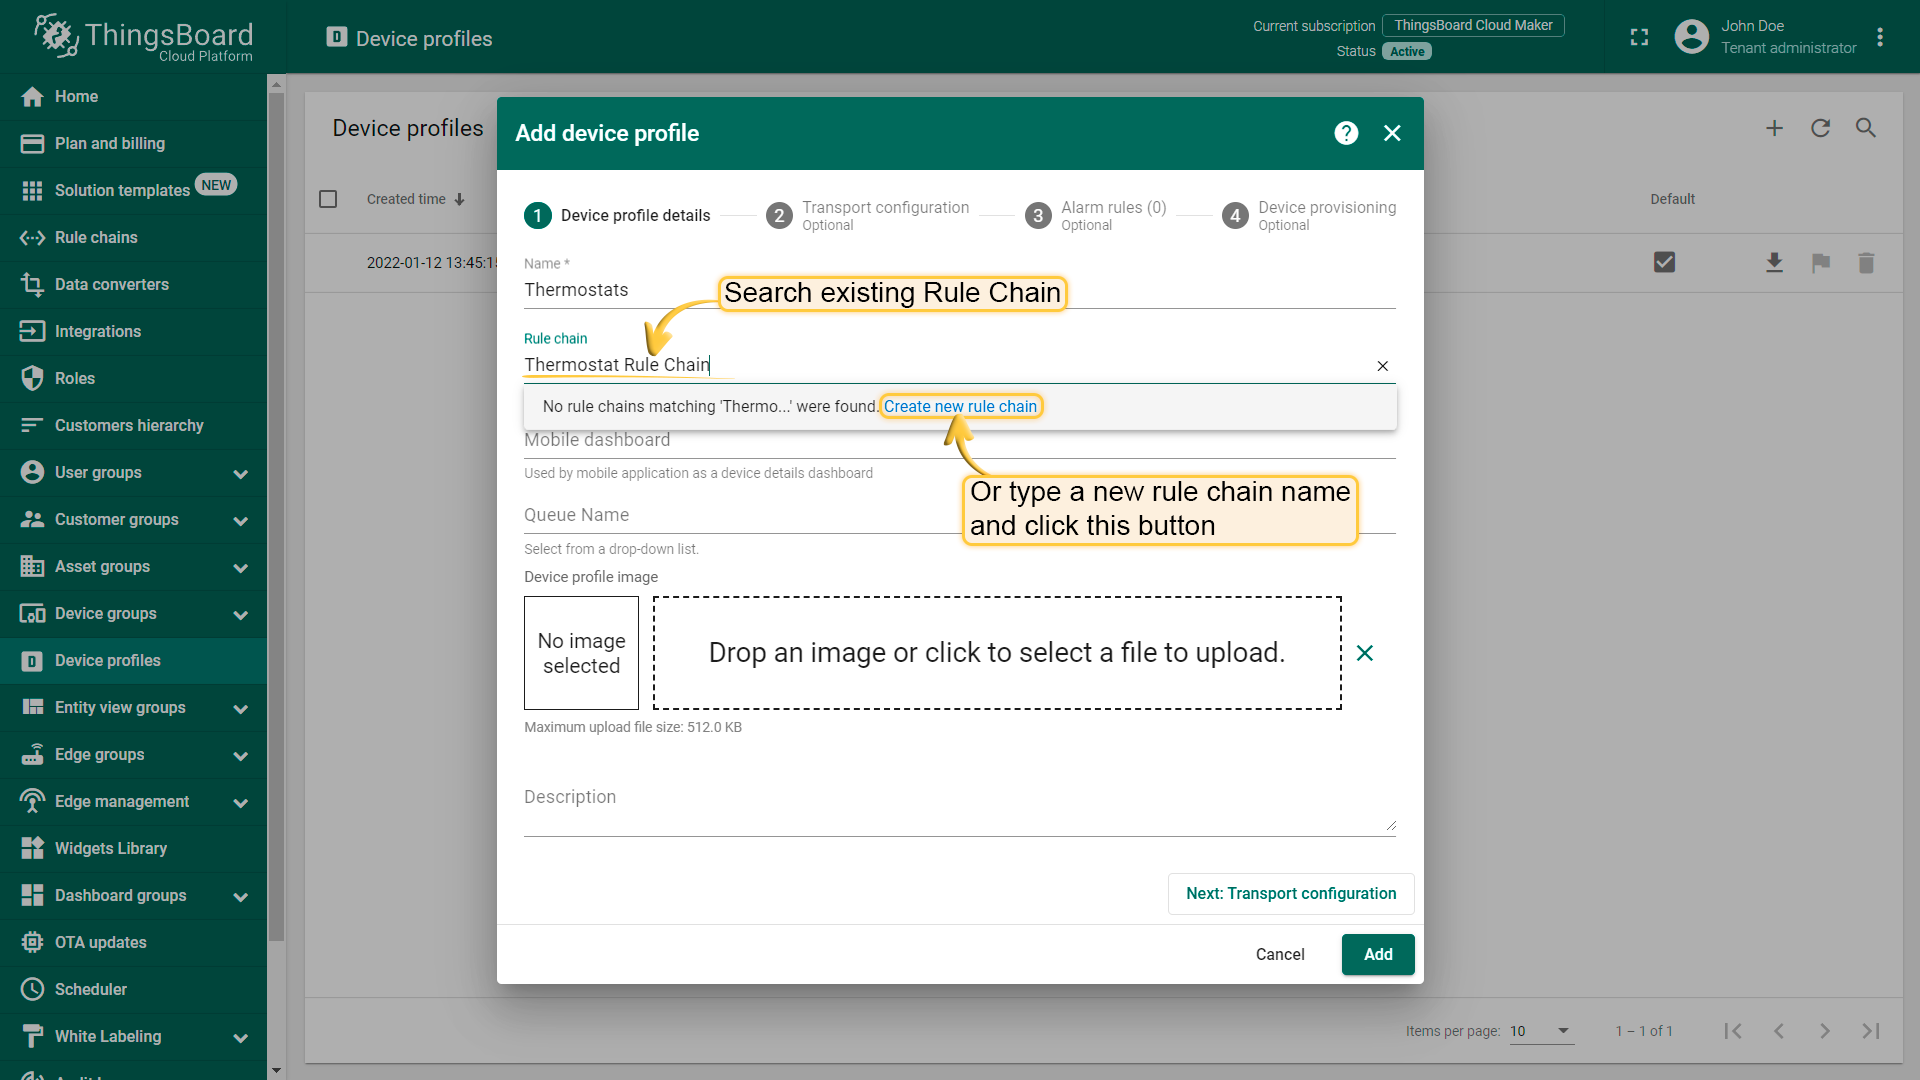 ThingsBoard
Cloud Platform
Device profiles
Current subscription ThingsBoard Cloud Maker
Status Active
John Doe
Tenant administrator
Home
Plan and billing
Solution templates NEW
Rule chains
Data converters
Integrations
Roles
Customers hierarchy
User groups
Customer groups
Asset groups
Device groups
Device profiles
Entity view groups
Edge groups
Edge management
Widgets Library
Dashboard groups
OTA updates
Scheduler
White Labeling
Device profiles
Created time
Default
2022-01-12 13:45:15
Add device profile
1 Device profile details
2 Transport configuration
Optional
3 Alarm rules (0)
Optional
4 Device provisioning
Optional
Name *
Thermostats
Search existing Rule Chain
Rule chain
Thermostat Rule Chain
No rule chains matching 'Thermo...' were found. Create new rule chain
Mobile dashboard
Used by mobile application as a device details dashboard
Or type a new rule chain name
and click this button
Queue Name
Select from a drop-down list.
Device profile image
No image
selected
Drop an image or click to select a file to upload.
Maximum upload file size: 512.0 KB
Description
Next: Transport configuration
Cancel
Add
Items per page: 10
1 – 1 of 1